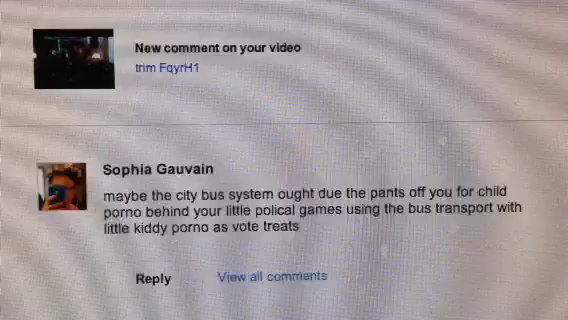 New comment on your video
trim FqyrH1
Sophia Gauvain
maybe the city bus system ought due the pants off you for child
porno behind your little polical games using the bus transport with
little kiddy porno as vote treats
Reply
View all comments